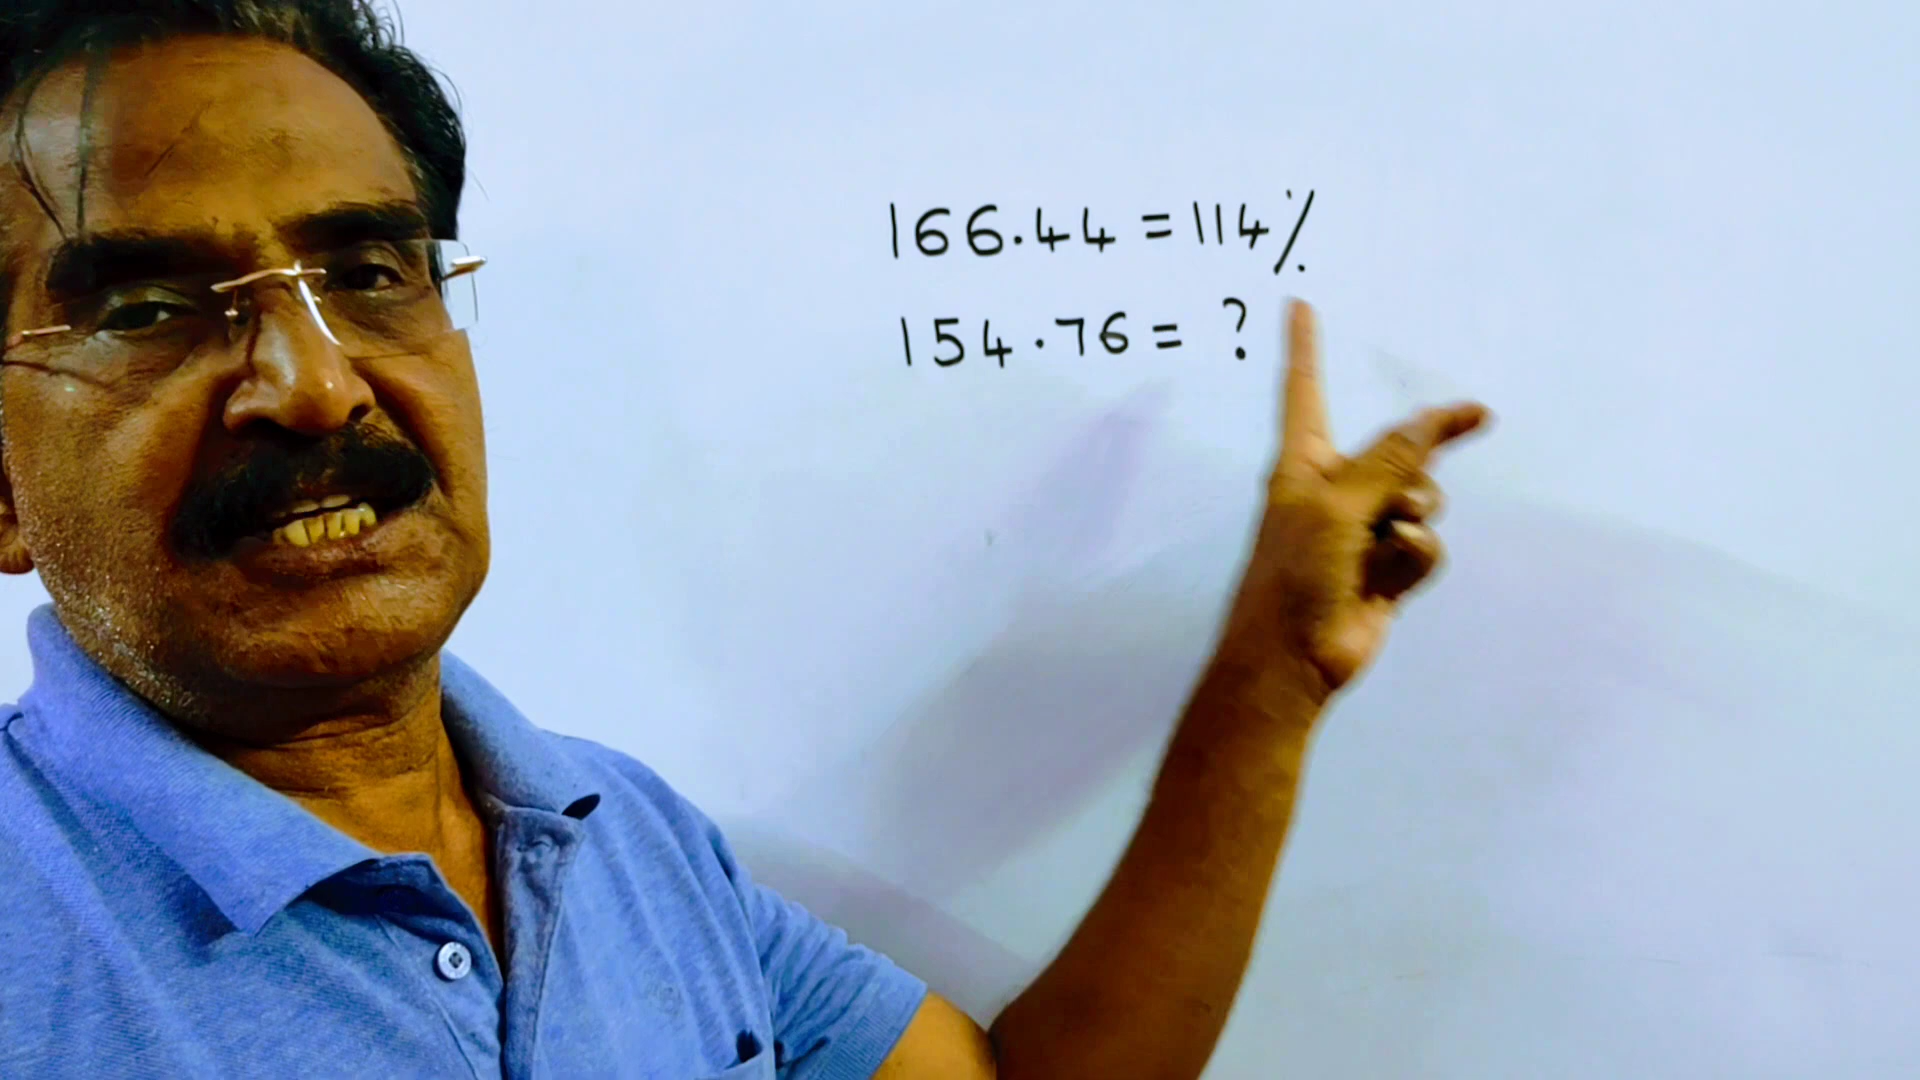 166.44 = 114%
154.76 = ?